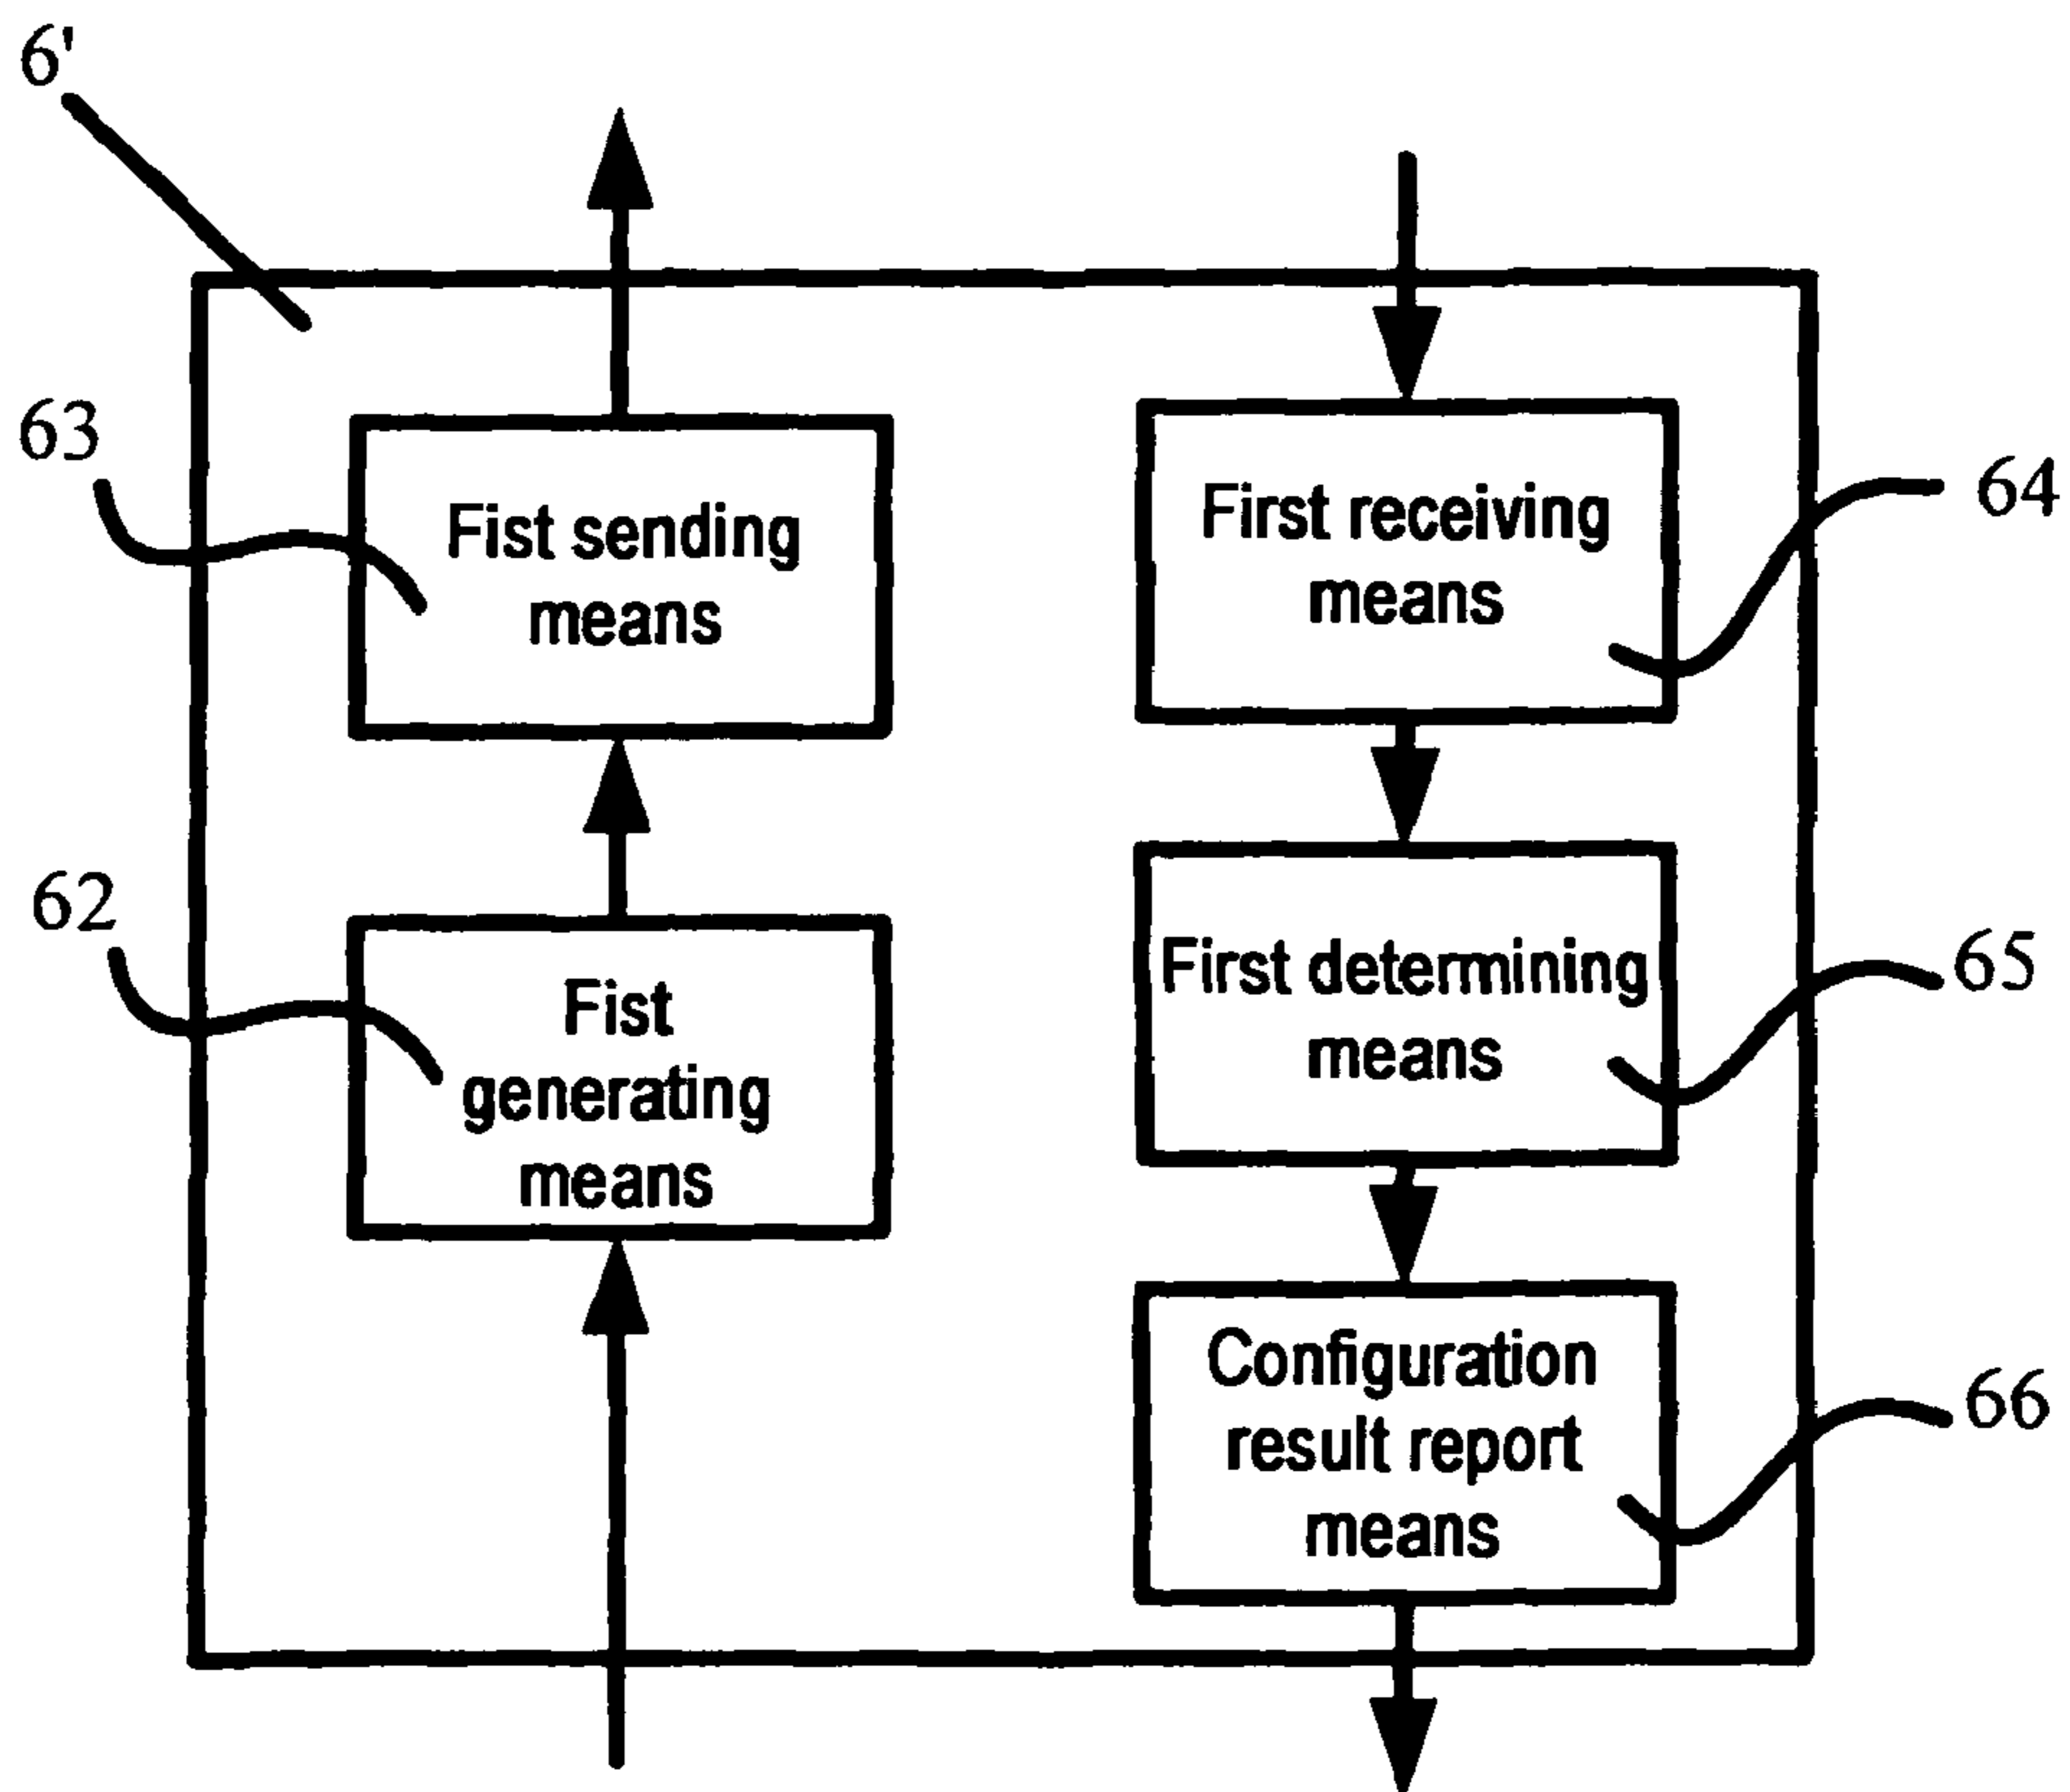 6'
63
Fist sending
means
62
Fist
generating
means
First receiving
means
64
First determining
means
65
Configuration
result report
means
66